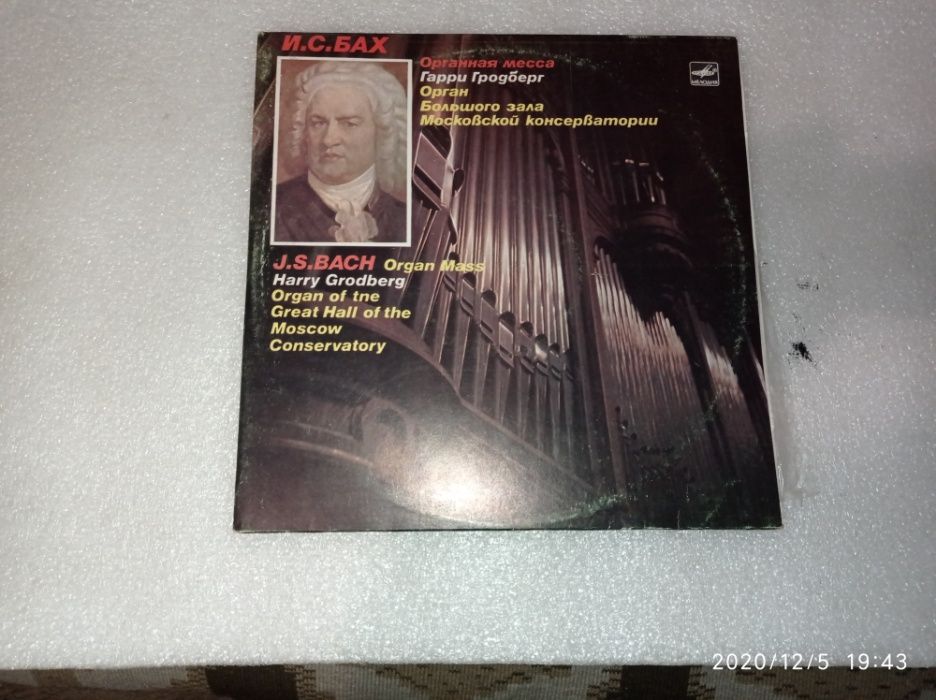 И.С.БАХ
Органная месса
Гарри Гродберг
Орган
Большого зала
Московской консерватории
МЕЛОДИЯ
J.S.BACH Organ Mass
Harry Grodberg
Organ of tne
Great Hall of the
Moscow
Conservatory
2020/12/5 19:43